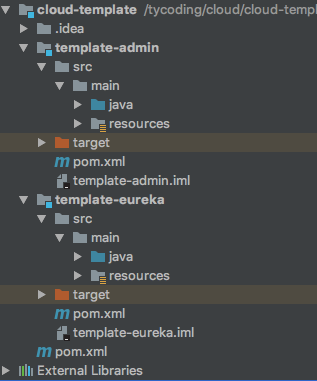 cloud-template /tycoding/cloud/cloud-temp
.idea
template-admin
src
main
java
resources
target
pom.xml
template-admin.iml
template-eureka
src
main
java
resources
target
pom.xml
template-eureka.iml
pom.xml
External Libraries